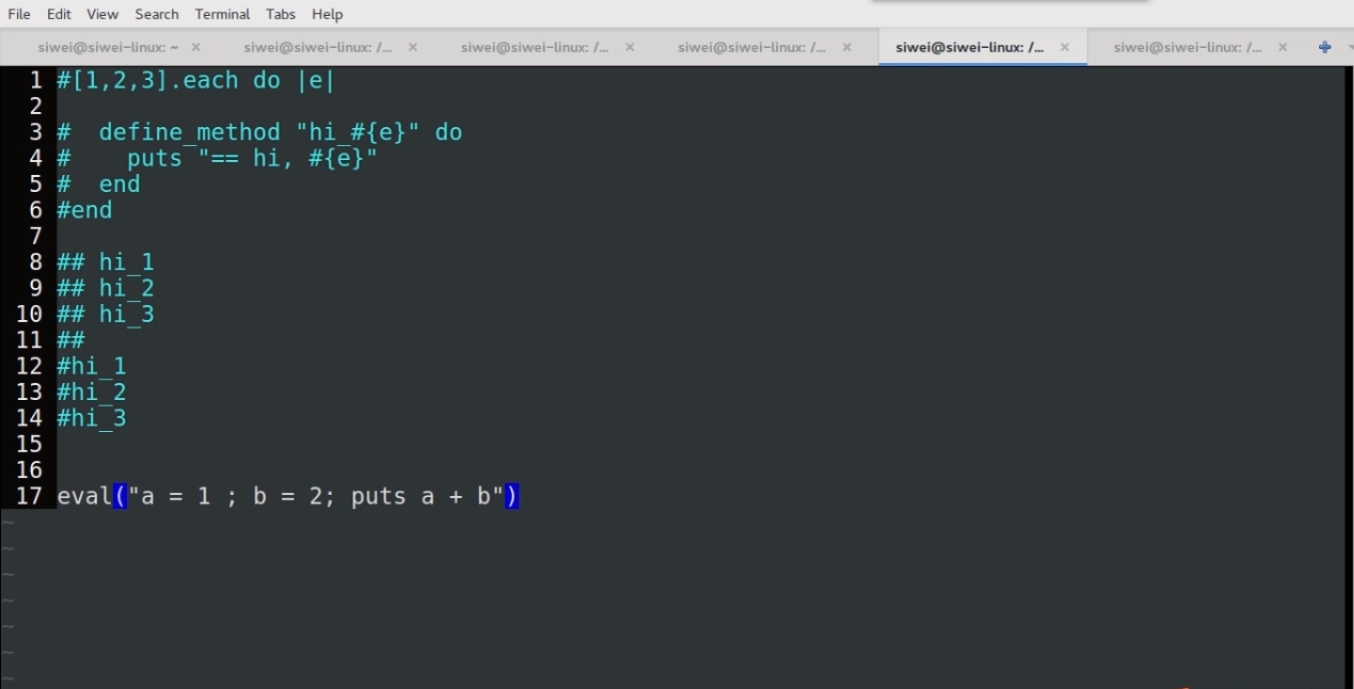 File Edit View Search Terminal Tabs Help
siwei@siwei-linux: ~ × siwei@siwei-linux: /... × siwei@siwei-linux: /... × siwei@siwei-linux: /... × siwei@siwei-linux: /... × siwei@siwei-linux: /... ×
1 #[1,2,3].each do |e|
2
3 #  define_method "hi_#{e}" do
4 #    puts "== hi, #{e}"
5 #  end
6 #end
7
8 ## hi_1
9 ## hi_2
10 ## hi_3
11 ##
12 #hi_1
13 #hi_2
14 #hi_3
15
16
17 eval("a = 1 ; b = 2; puts a + b")
~
~
~
~
~
~
~